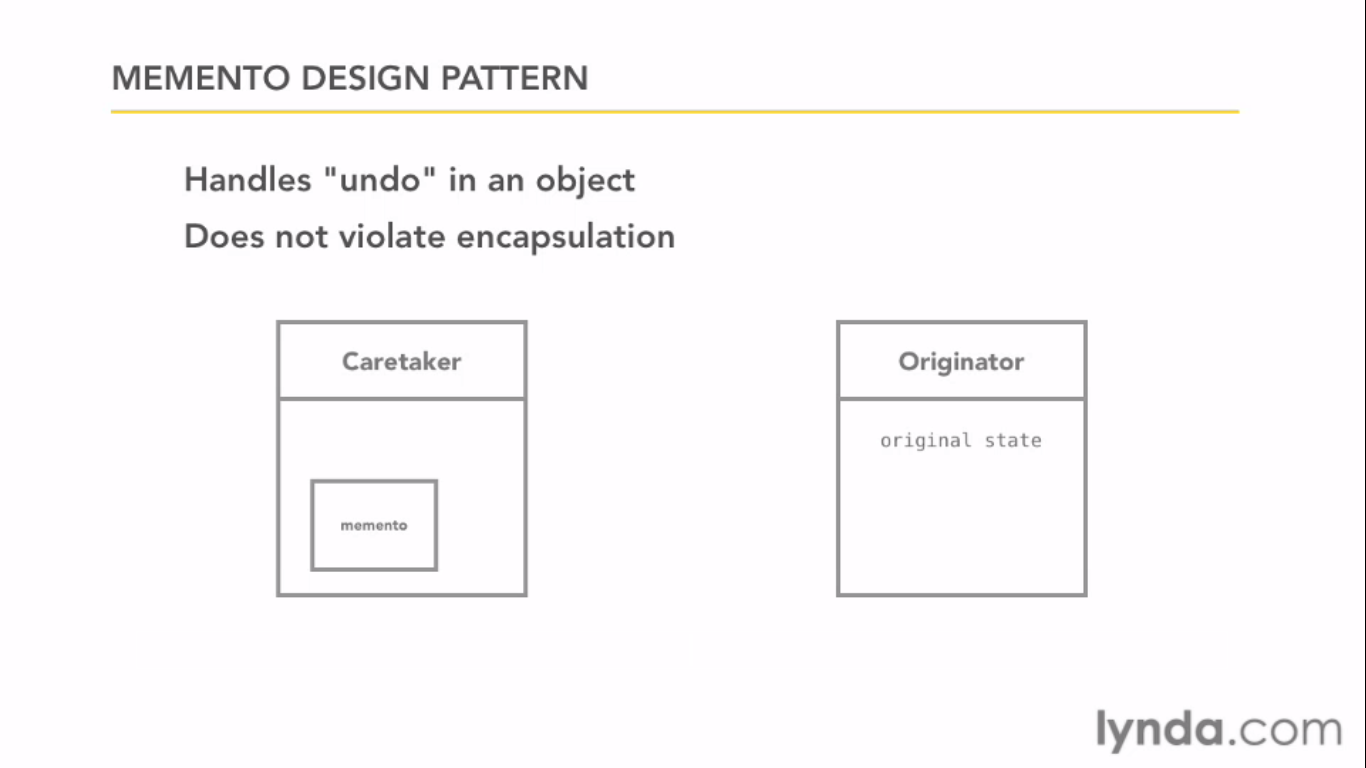 MEMENTO DESIGN PATTERN
Handles "undo" in an object
Does not violate encapsulation
Caretaker
Originator
original state
memento
lynda.com